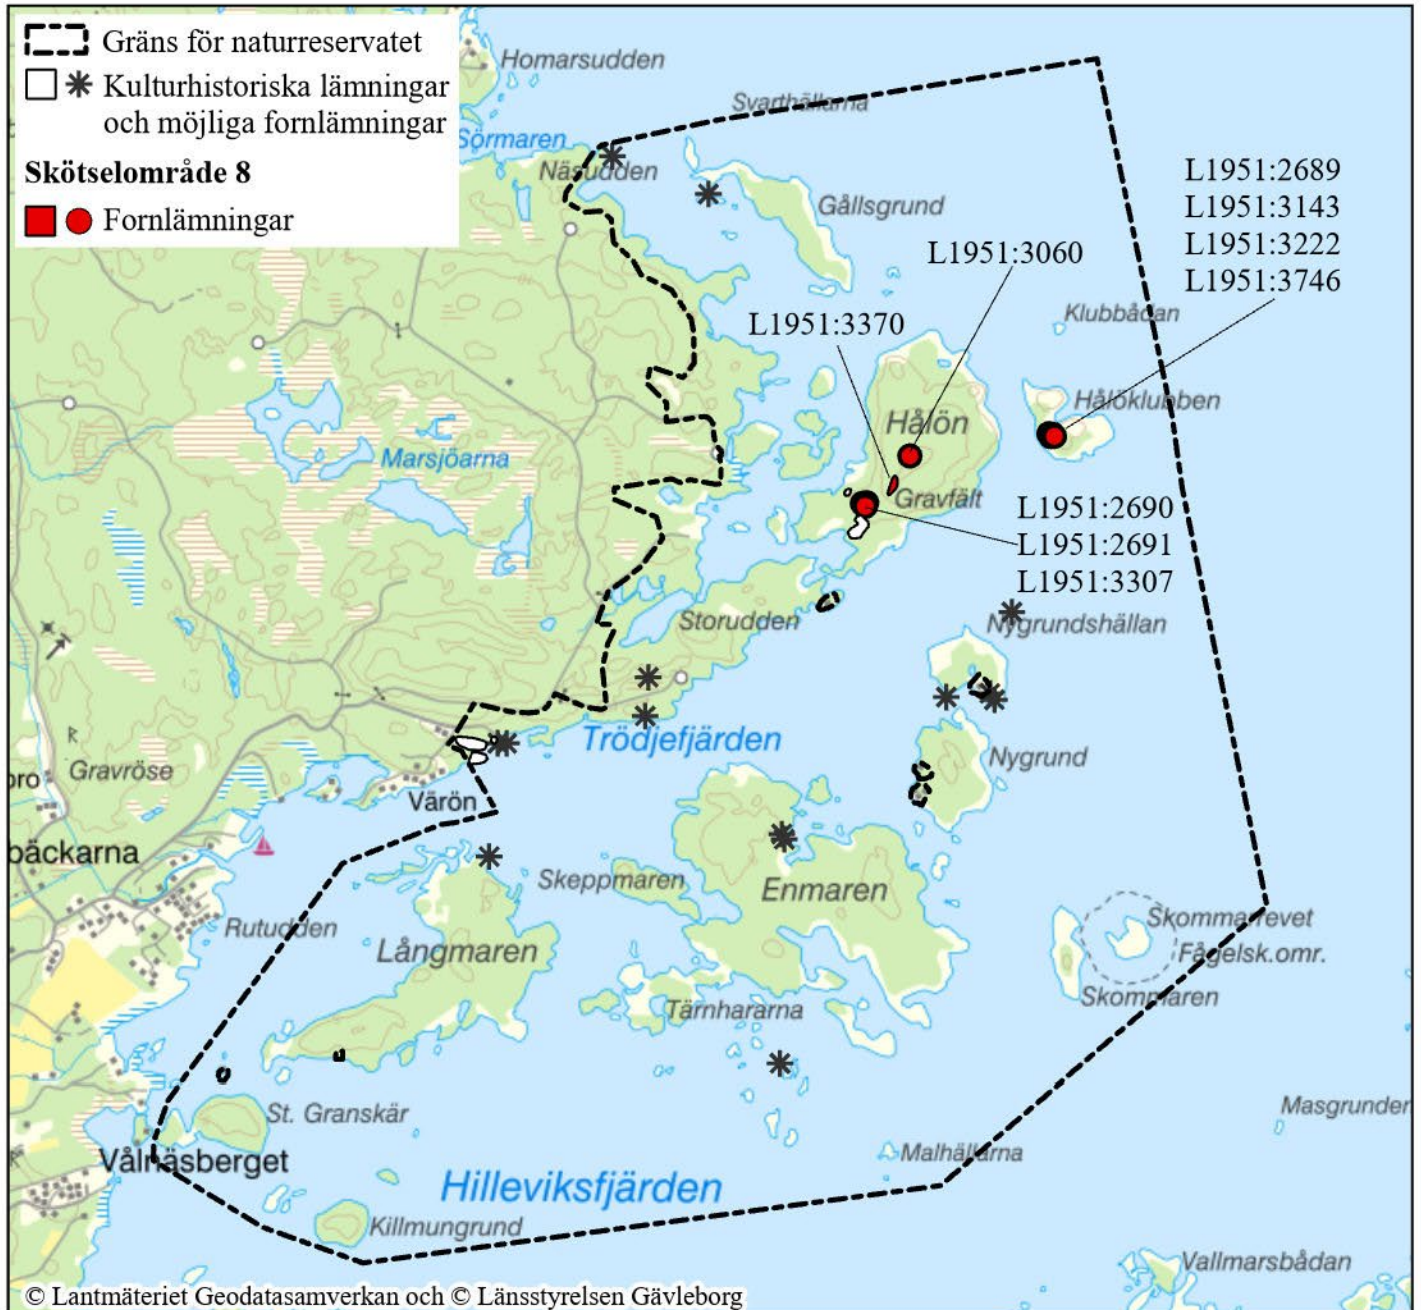 Gräns för naturreservatet
Kulturhistoriska lämningar
och möjliga fornlämningar
Skötselområde 8
Fornlämningar
Homarsudden
Svarthällarna
Sörmaren
Näsudden
Gållsgrund
L1951:2689
L1951:3143
L1951:3222
L1951:3746
L1951:3060
L1951:3370
Klubbådan
Hålöklubben
Hålön
Marsjöarna
Gravfält
L1951:2690
L1951:2691
L1951:3307
Storudden
Nygrundshällan
Trödjefjärden
R
Gravröse
Nygrund
bro
Värön
bäckarna
Skeppmaren
Enmaren
Rutudden
Långmaren
Skommarrevet
Fågelsk.omr.
Skommaren
Tärnhararna
St. Granskär
Masgrunden
Vålnäsberget
Malhällarna
Hilleviksfjärden
Killmungrund
Vallmarsbådan
© Lantmäteriet Geodatasamverkan och © Länsstyrelsen Gävleborg